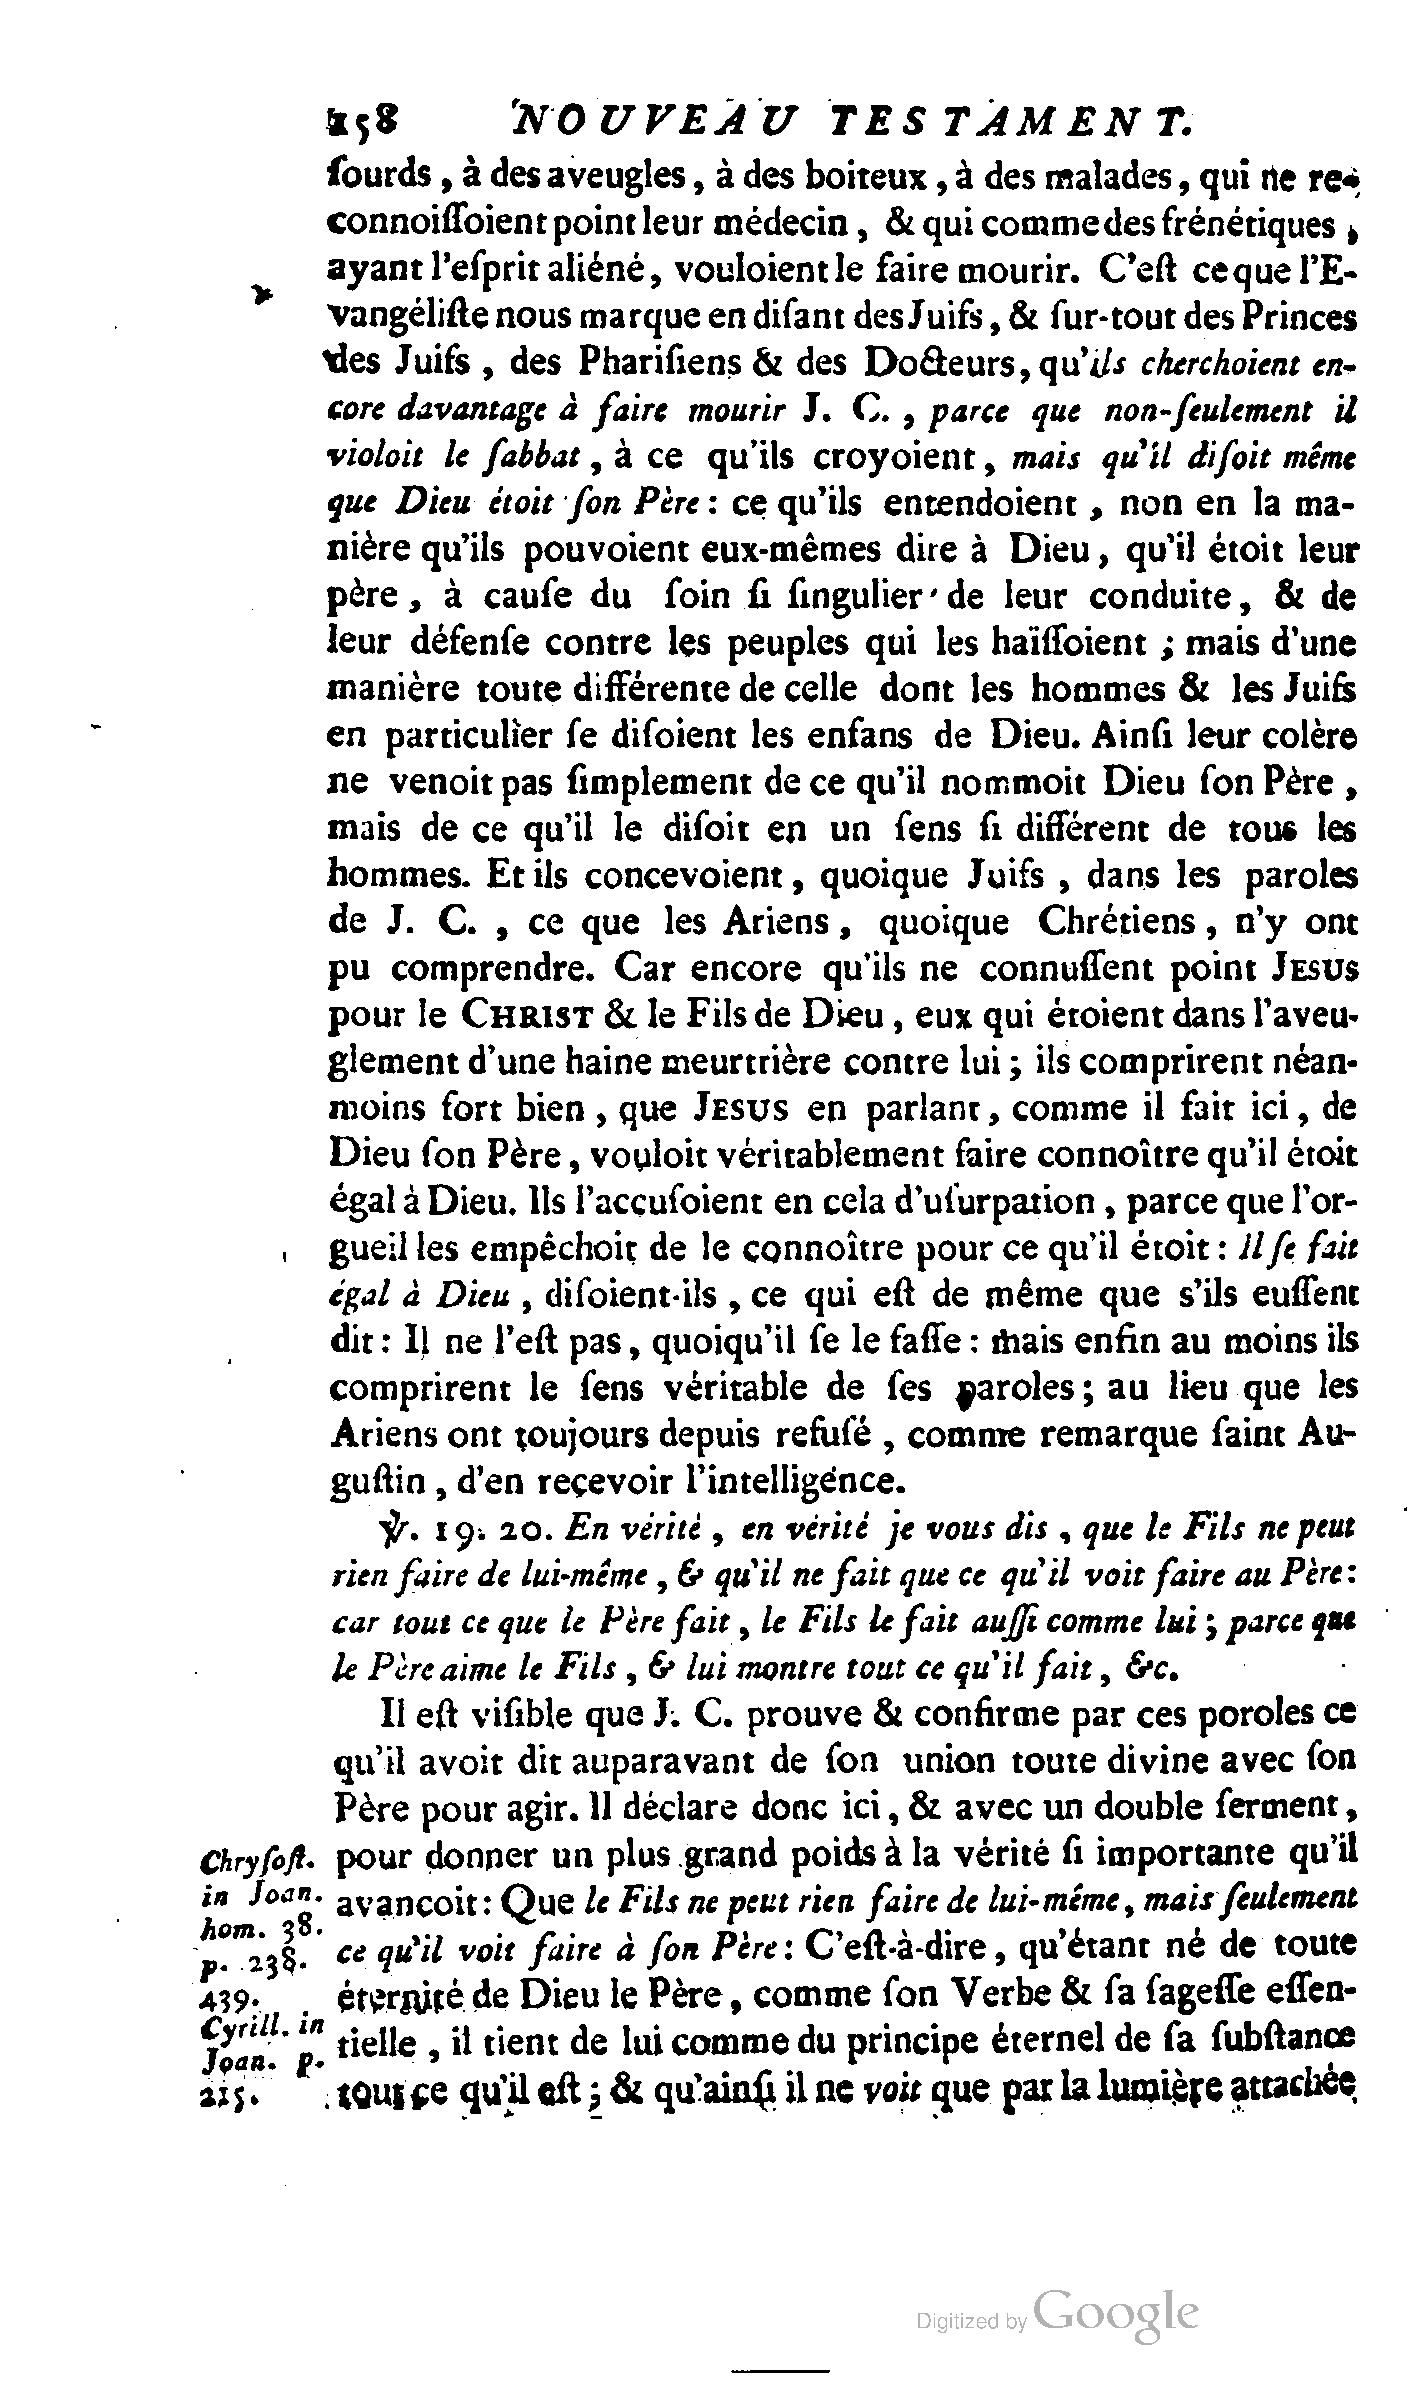 158 NOUVEAU TESTAMENT.
ſourds, à des aveugles, à des boiteux, à des malades, qui ne re-
connoiſſoient point leur médecin, & qui comme des frénétiques,
ayant l'eſprit aliéné, vouloient le faire mourir. C'eſt ce que l'E-
vangéliſte nous marque en diſant des Juifs, & ſur-tout des Princes
des Juifs, des Phariſiens & des Docteurs, qu'ils cherchoient en-
core davantage à faire mourir J. C., parce que non-ſeulement il
violoit le ſabbat, à ce qu'ils croyoient, mais qu'il diſoit même
que Dieu étoit ſon Père: ce qu'ils entendoient, non en la ma-
nière qu'ils pouvoient eux-mêmes dire à Dieu, qu'il étoit leur
père, à cauſe du ſoin ſi ſingulier de leur conduite, & de
leur défenſe contre les peuples qui les haïſſoient; mais d'une
manière toute différente de celle dont les hommes & les Juifs
en particulier ſe diſoient les enfans de Dieu. Ainſi leur colère
ne venoit pas ſimplement de ce qu'il nommoit Dieu ſon Père,
mais de ce qu'il le diſoit en un ſens ſi différent de tous les
hommes. Et ils concevoient, quoique Juifs, dans les paroles
de J. C., ce que les Ariens, quoique Chrétiens, n'y ont
pu comprendre. Car encore qu'ils ne connuſſent point JESUS
pour le CHRIST & le Fils de Dieu, eux qui étoient dans l'aveu-
glement d'une haine meurtrière contre lui; ils comprirent néan-
moins fort bien, que JESUS en parlant, comme il fait ici, de
Dieu ſon Père, vouloit véritablement faire connoître qu'il étoit
égal à Dieu. Ils l'accuſoient en cela d'uſurpation, parce que l'or-
gueil les empêchoit de le connoître pour ce qu'il étoit: Il ſe fait
égal à Dieu, diſoient-ils, ce qui eſt de même que s'ils euſſent
dit: Il ne l'eſt pas, quoiqu'il ſe le faſſe: mais enfin au moins ils
comprirent le ſens véritable de ſes paroles; au lieu que les
Ariens ont toujours depuis refuſé, comme remarque ſaint Au-
guſtin, d'en reçevoir l'intelligence.
℣. 19. 20. En vérité, en vérité je vous dis, que le Fils ne peut
rien faire de lui-même, & qu'il ne fait que ce qu'il voit faire au Père:
car tout ce que le Père fait, le Fils le fait auſſi comme lui; parce que
le Père aime le Fils, & lui montre tout ce qu'il fait, &c.
Il eſt viſible que J. C. prouve & confirme par ces poroles ce
qu'il avoit dit auparavant de ſon union toute divine avec ſon
Père pour agir. Il déclare donc ici, & avec un double ſerment,
pour donner un plus grand poids à la vérité ſi importante qu'il
avançoit: Que le Fils ne peut rien faire de lui-même, mais ſeulement
ce qu'il voit faire à ſon Père: C'eſt-à-dire, qu'étant né de toute
éternité de Dieu le Père, comme ſon Verbe & ſa ſageſſe eſſen-
tielle, il tient de lui comme du principe éternel de ſa ſubſtance
tout ce qu'il eſt; & qu'ainſi il ne voit que par la lumière attachée
Chryſoſt.
in Joan.
hom. 38.
p. 238.
439.
Cyrill. in
Joan. p.
215.
Digitized by Google